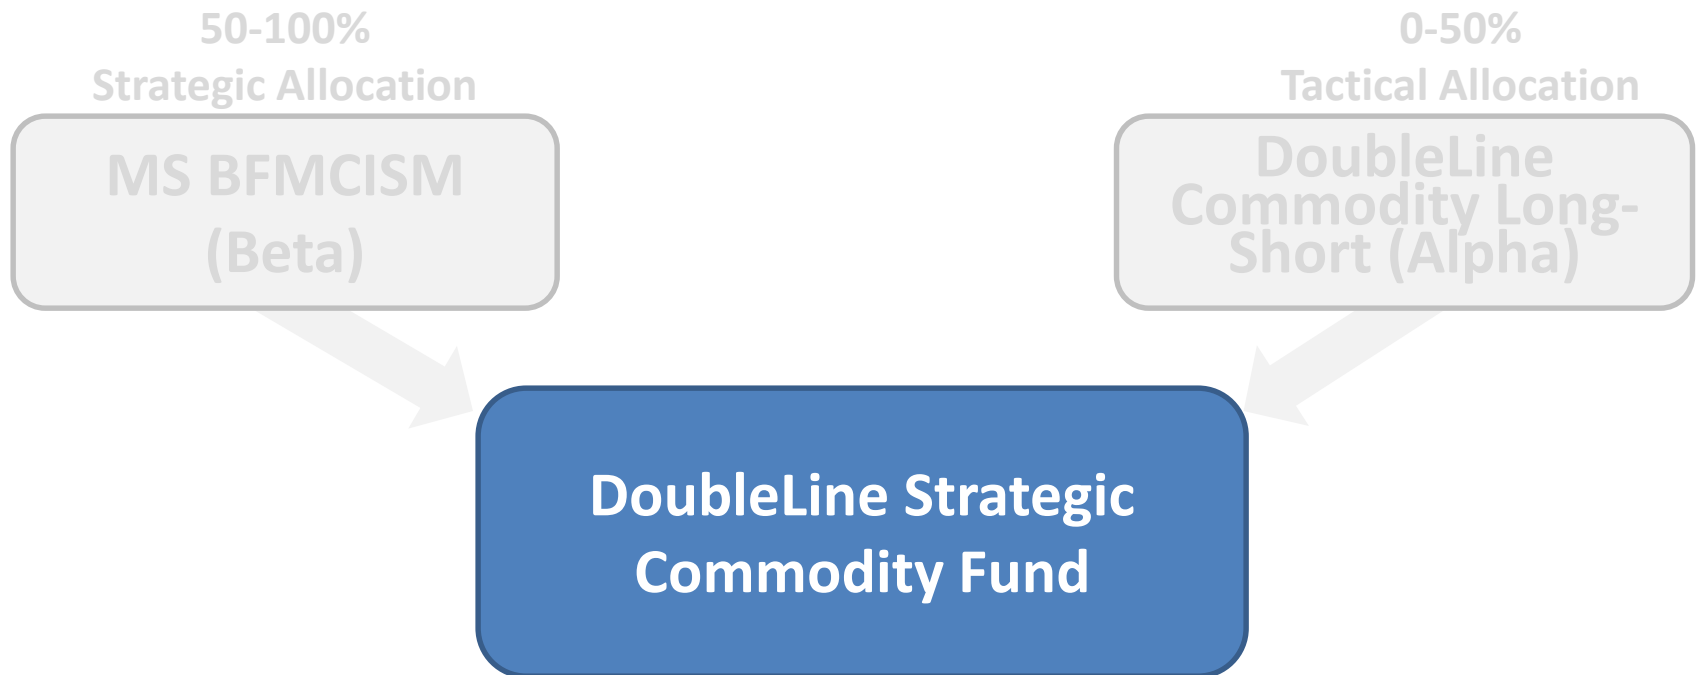 50-100%
Strategic Allocation
MS BFMCISM
(Beta)
0-50%
Tactical Allocation
DoubleLine
Commodity Long-
Short (Alpha)
DoubleLine Strategic
Commodity Fund